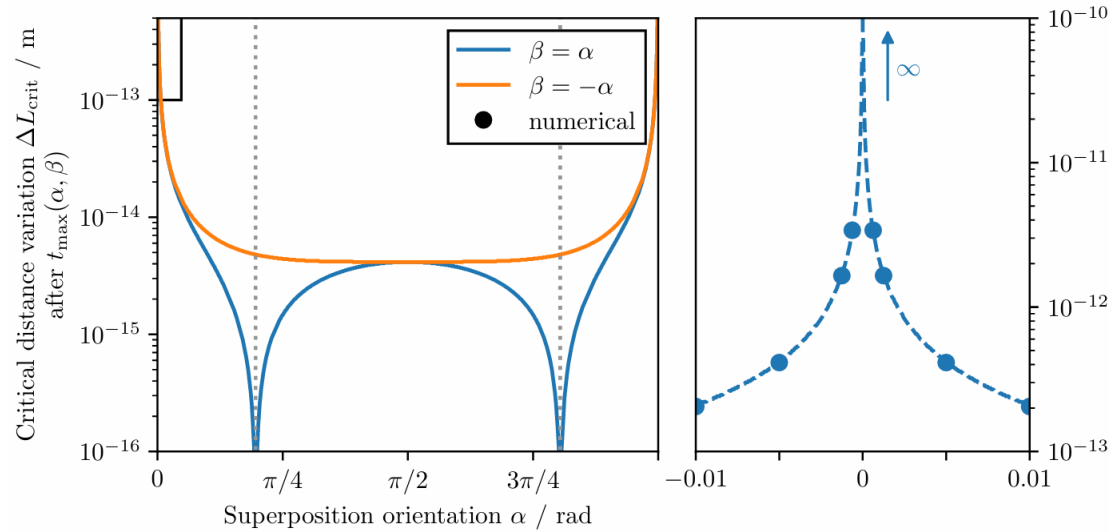 Critical distance variation ΔL_crit / m
after t_max(α, β)
10^−13
10^−14
10^−15
10^−16
β = α
β = −α
numerical
0
π/4
π/2
3π/4
Superposition orientation α / rad
∞
10^−10
10^−11
10^−12
10^−13
−0.01
0
0.01